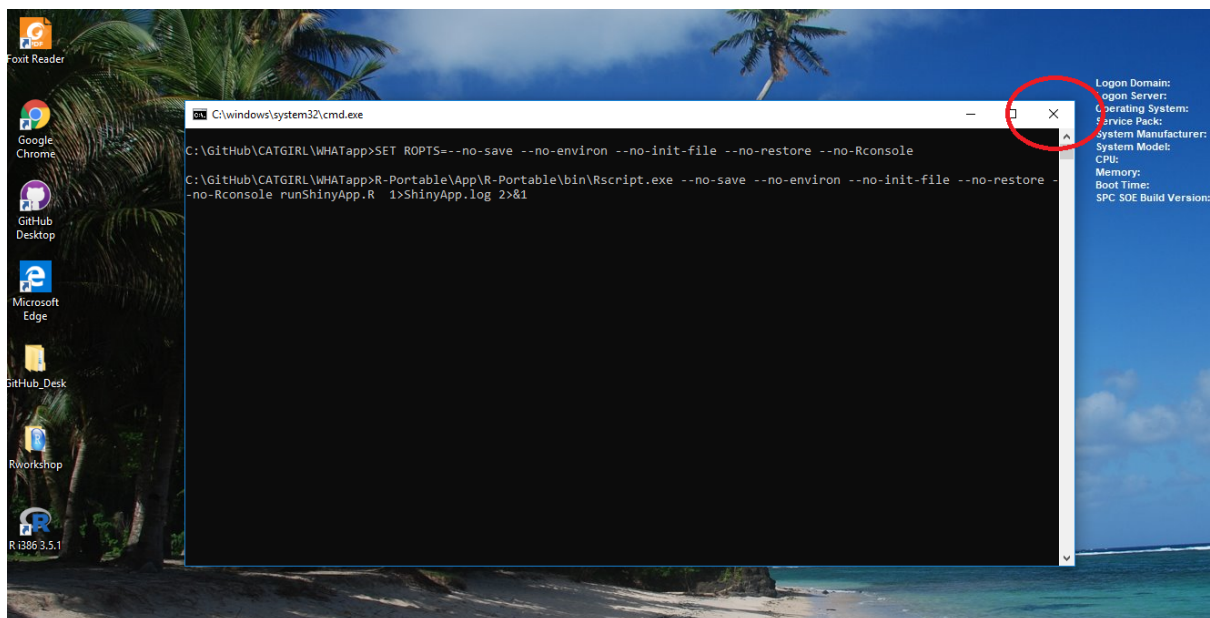 Foxit Reader
Google
Chrome
GitHub
Desktop
Microsoft
Edge
GitHub_Desk
Rworkshop
R i386 3.5.1
C:\windows\system32\cmd.exe
C:\GitHub\CATGIRL\WHATapp>SET ROPTS=--no-save --no-environ --no-init-file --no-restore --no-Rconsole
C:\GitHub\CATGIRL\WHATapp>R-Portable\App\R-Portable\bin\Rscript.exe --no-save --no-environ --no-init-file --no-restore -
-no-Rconsole runShinyApp.R  1>ShinyApp.log 2>&1
Logon Domain:
Logon Server:
Operating System:
Service Pack:
System Manufacturer:
System Model:
CPU:
Memory:
Boot Time:
SPC SOE Build Version: